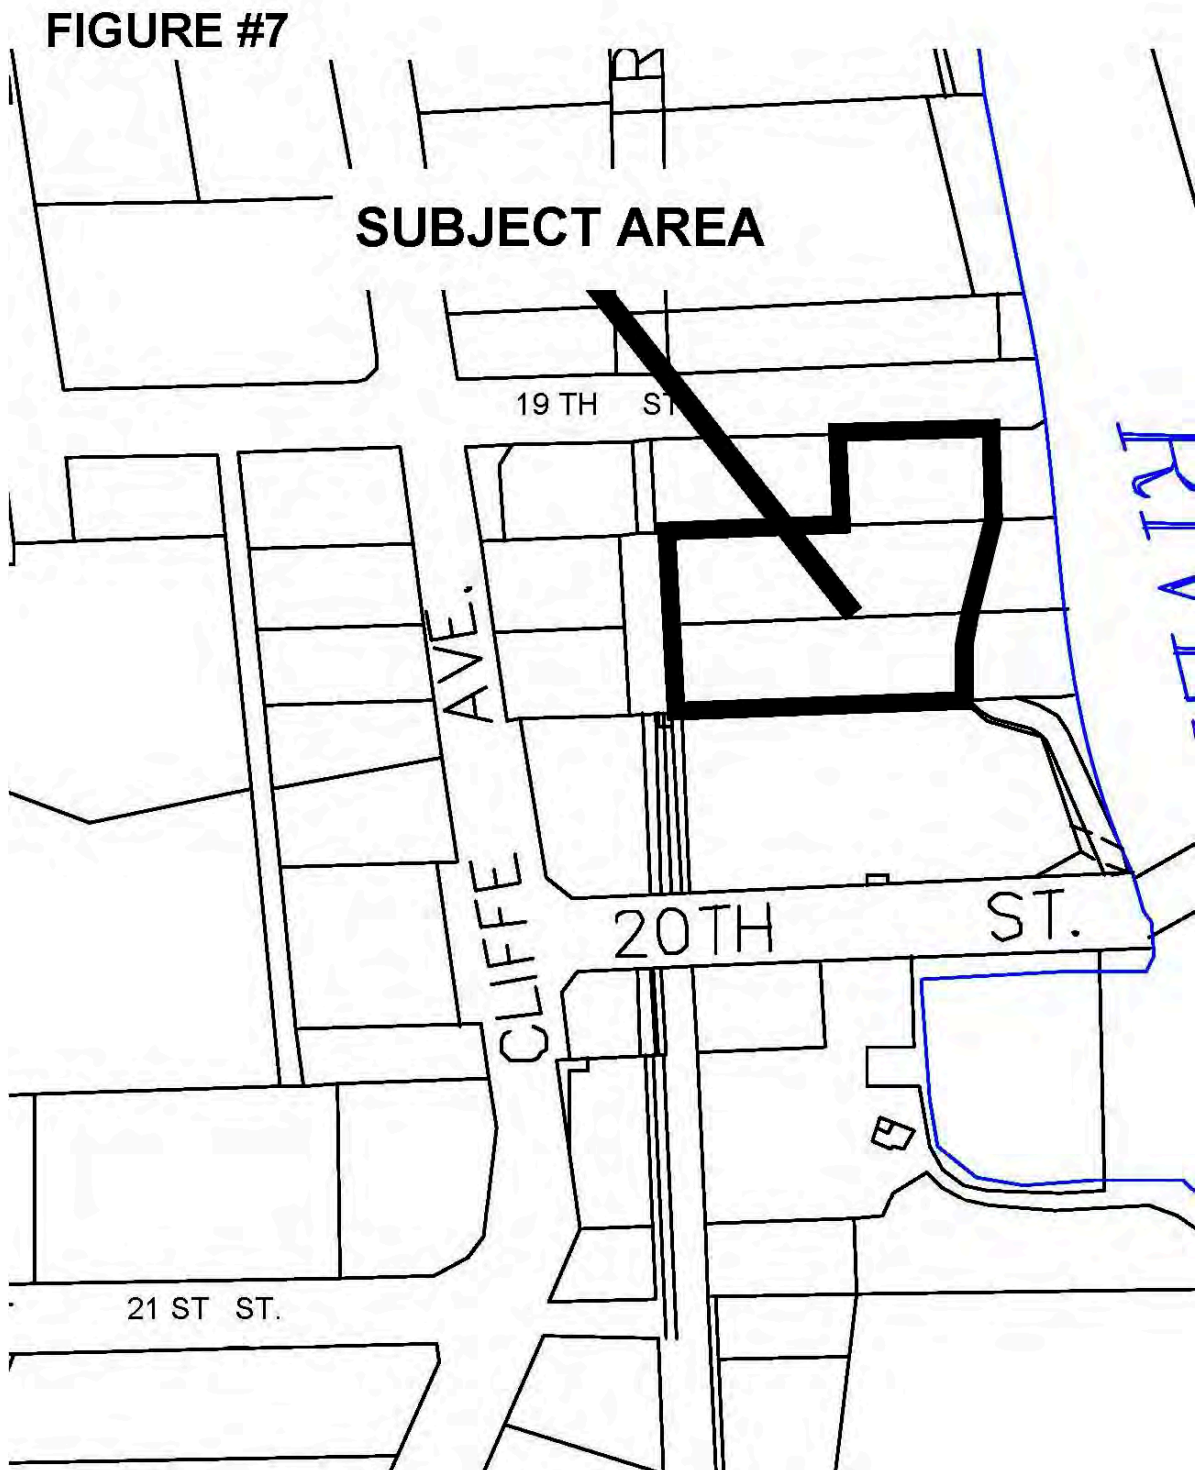 FIGURE #7
R
SUBJECT AREA
19 TH ST
CLIFFE AVE.
20TH ST.
21 ST ST.